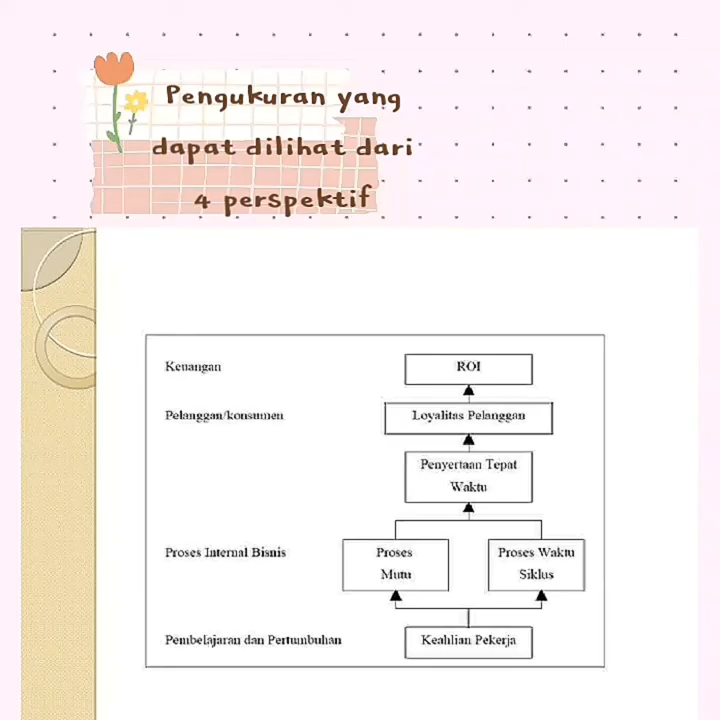 Pengukuran yang
dapat dilihat dari
4 perspektif
Keuangan
ROI
Pelanggan/konsumen
Loyalitas Pelanggan
Penyertaan Tepat
Waktu
Proses Internal Bisnis
Proses
Mutu
Proses Waktu
Siklus
Pembelajaran dan Pertumbuhan
Keahlian Pekerja